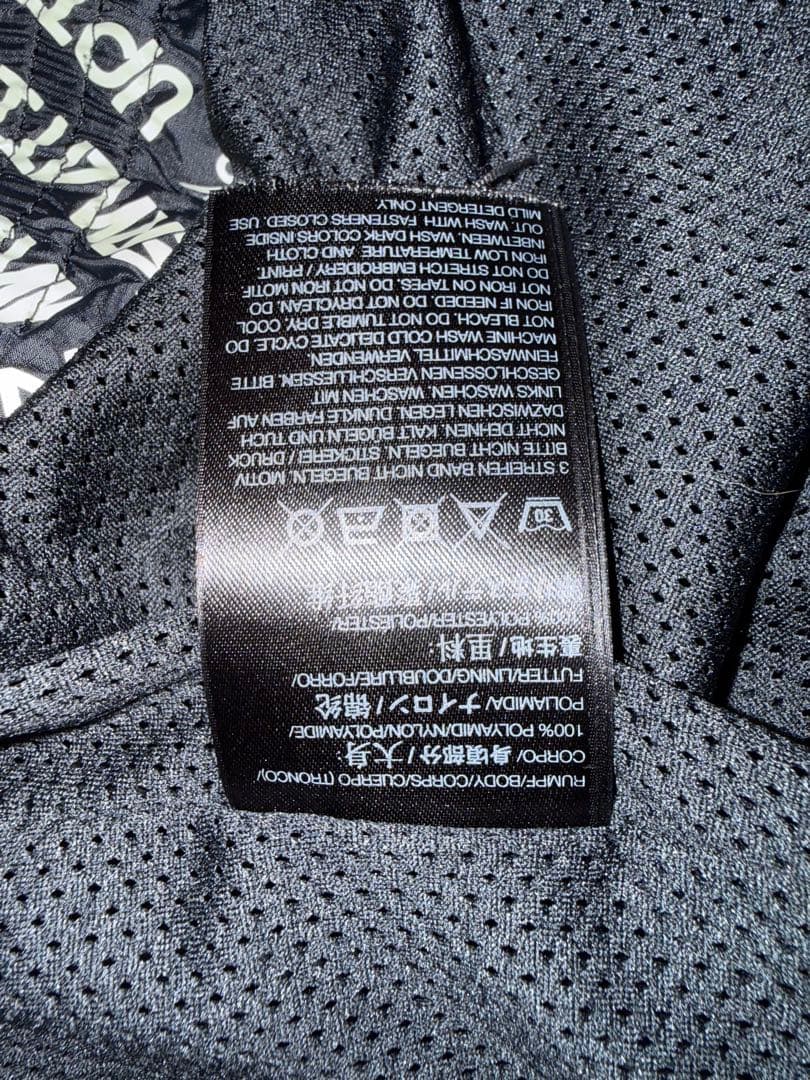 RUMPF/BODY/CORPS/CUERPO (TRONCO)/
CORPO/ 身頃部分 / 大身:
100% POLYAMID/NYLON/POLYAMIDE/
POLIAMIDA/ ナイロン / 锦纶
FUTTER/LINING/DOUBLURE/FORRO/
裏生地 / 里料:
POLYESTER/POLIESTER/
30
3 STREIFEN BAND NICHT BUEGELN. MOTIV
BITTE NICHT BUEGELN. STICKEREI / DRUCK
NICHT DEHNEN. KALT BÜGELN UND TUCH
DAZWISCHEN LEGEN. DUNKLE FARBEN AUF
LINKS WASCHEN. WASCHEN MIT
GESCHLOSSENEN VERSCHLUESSEN. BITTE
FEINWASCHMITTEL VERWENDEN.
MACHINE WASH COLD DELICATE CYCLE. DO
NOT BLEACH. DO NOT TUMBLE DRY. COOL
IRON IF NEEDED. DO NOT DRYCLEAN. DO
NOT IRON ON TAPES. DO NOT IRON MOTIF
DO NOT STRETCH EMBROIDERY / PRINT.
IRON LOW TEMPERATURE AND CLOTH
INBETWEEN. WASH DARK COLORS INSIDE
OUT. WASH WITH FASTENERS CLOSED. USE
MILD DETERGENT ONLY.